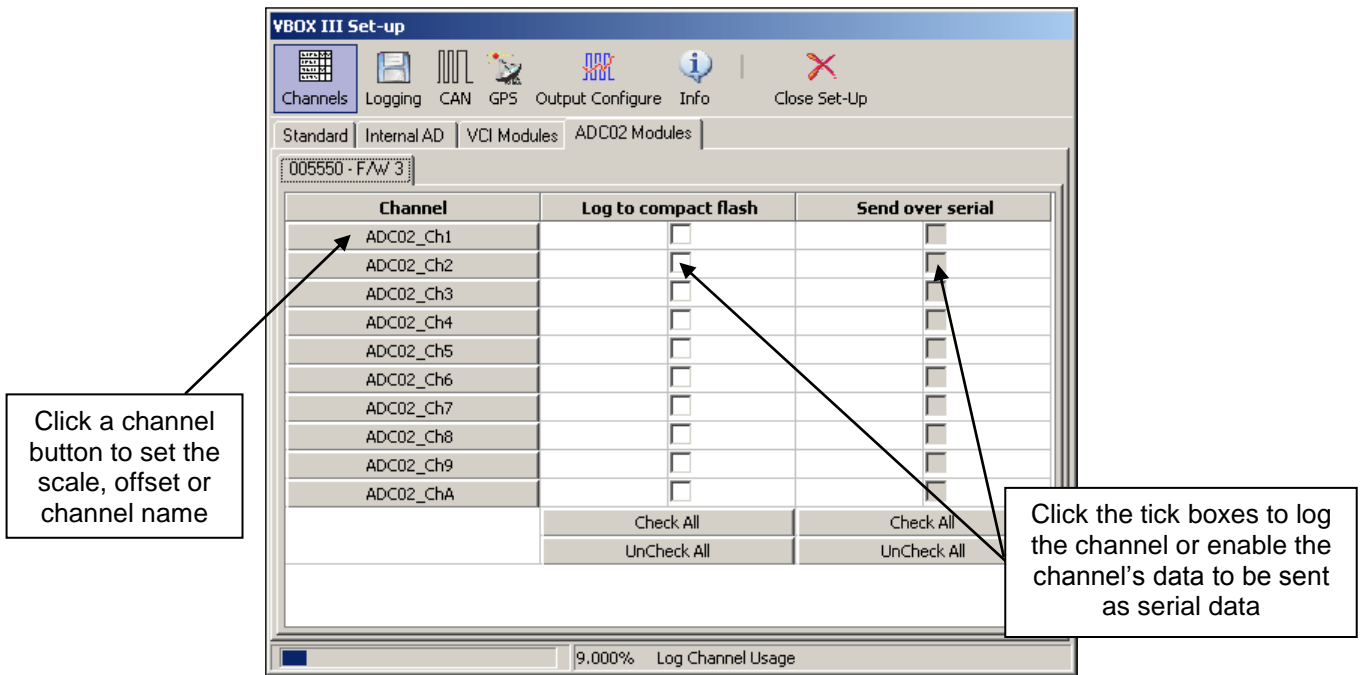 VBOX III Set-up
Channels Logging CAN GPS Output Configure Info Close Set-Up
Standard Internal AD VCI Modules ADC02 Modules
005550 - F/W 3
Channel Log to compact flash Send over serial
ADC02_Ch1
ADC02_Ch2
ADC02_Ch3
ADC02_Ch4
ADC02_Ch5
ADC02_Ch6
ADC02_Ch7
ADC02_Ch8
ADC02_Ch9
ADC02_ChA
Check All Check All
UnCheck All UnCheck All
9.000% Log Channel Usage
Click a channel
button to set the
scale, offset or
channel name
Click the tick boxes to log
the channel or enable the
channel's data to be sent
as serial data